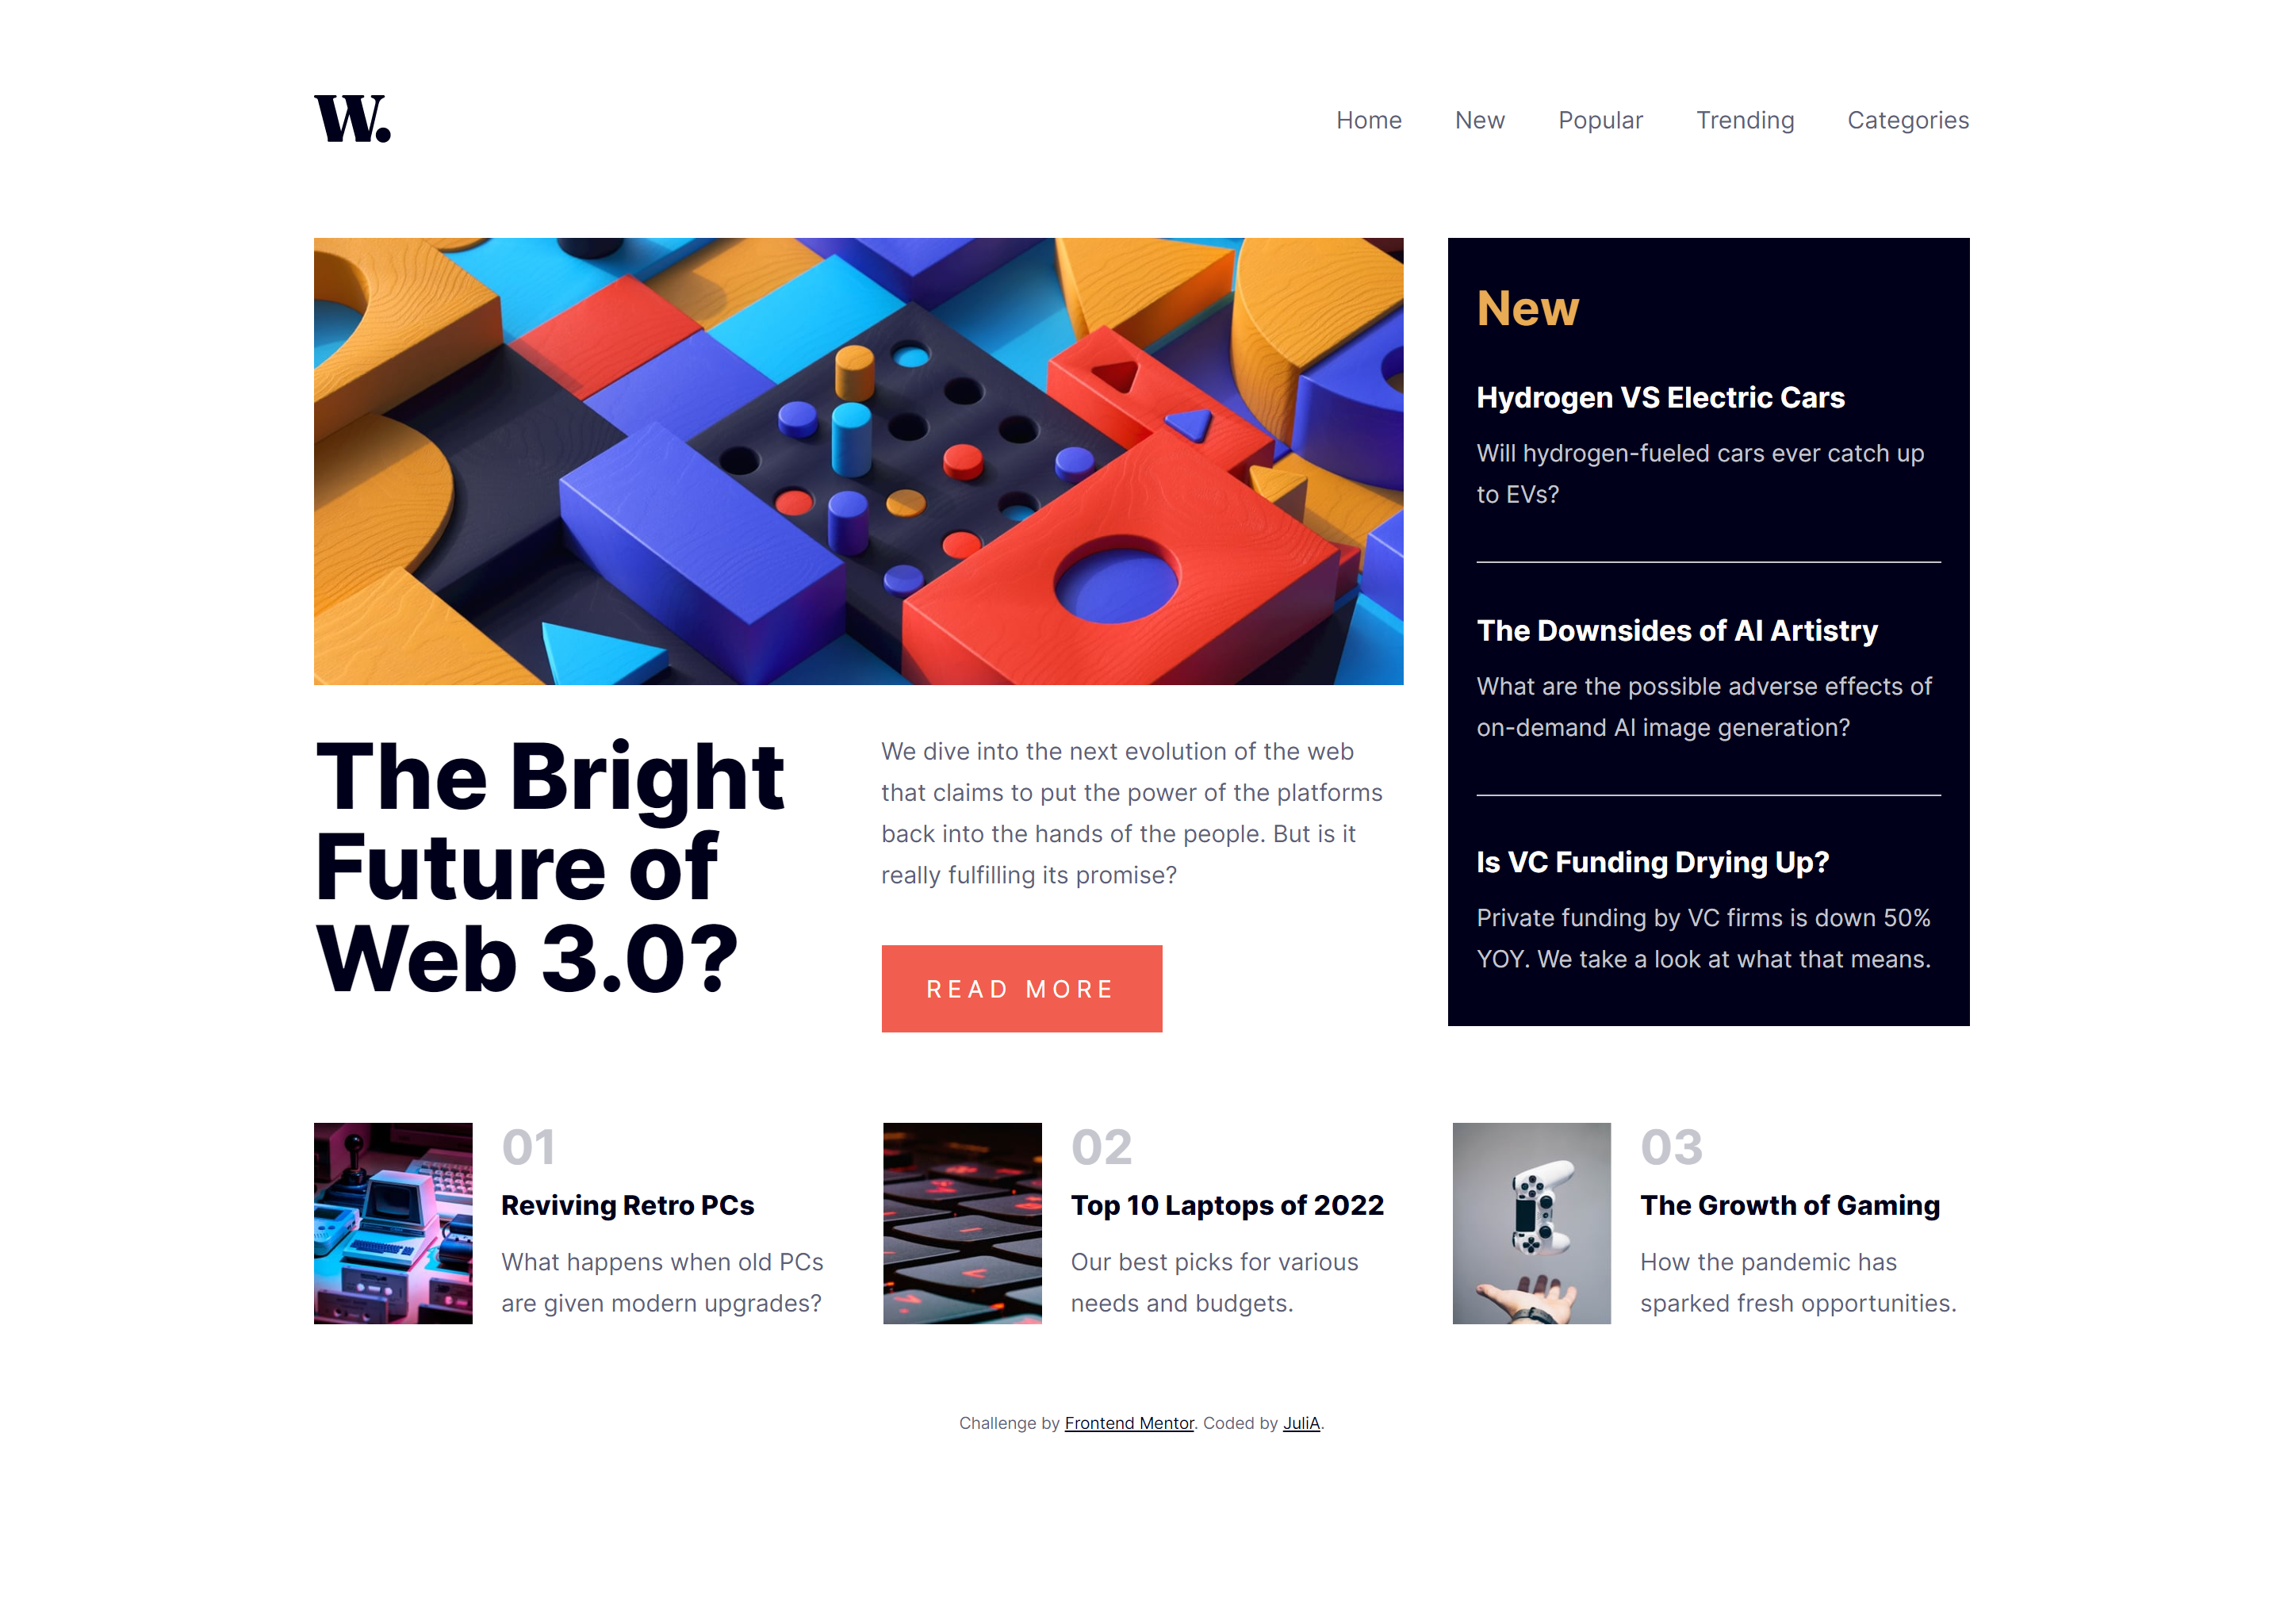 W.
Home New Popular Trending Categories
The Bright
Future of
Web 3.0?
We dive into the next evolution of the web
that claims to put the power of the platforms
back into the hands of the people. But is it
really fulfilling its promise?
READ MORE
New
Hydrogen VS Electric Cars
Will hydrogen-fueled cars ever catch up
to EVs?
The Downsides of AI Artistry
What are the possible adverse effects of
on-demand AI image generation?
Is VC Funding Drying Up?
Private funding by VC firms is down 50%
YOY. We take a look at what that means.
01
Reviving Retro PCs
What happens when old PCs
are given modern upgrades?
02
Top 10 Laptops of 2022
Our best picks for various
needs and budgets.
03
The Growth of Gaming
How the pandemic has
sparked fresh opportunities.
Challenge by Frontend Mentor. Coded by JuliA.